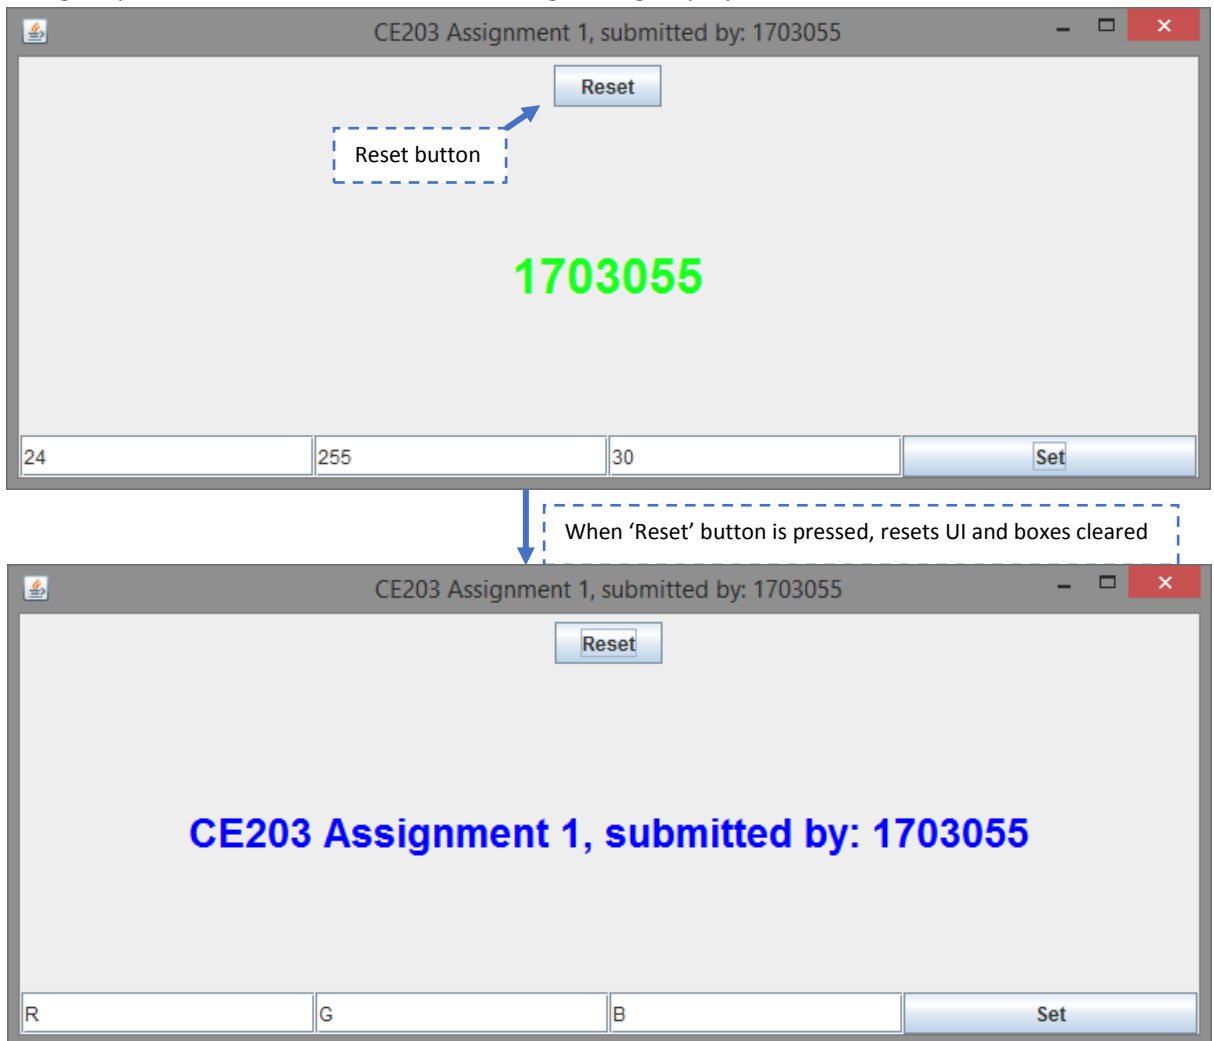 CE203 Assignment 1, submitted by: 1703055
Reset
Reset button
1703055
24 255 30 Set
When ‘Reset’ button is pressed, resets UI and boxes cleared
CE203 Assignment 1, submitted by: 1703055
Reset
CE203 Assignment 1, submitted by: 1703055
R G B Set